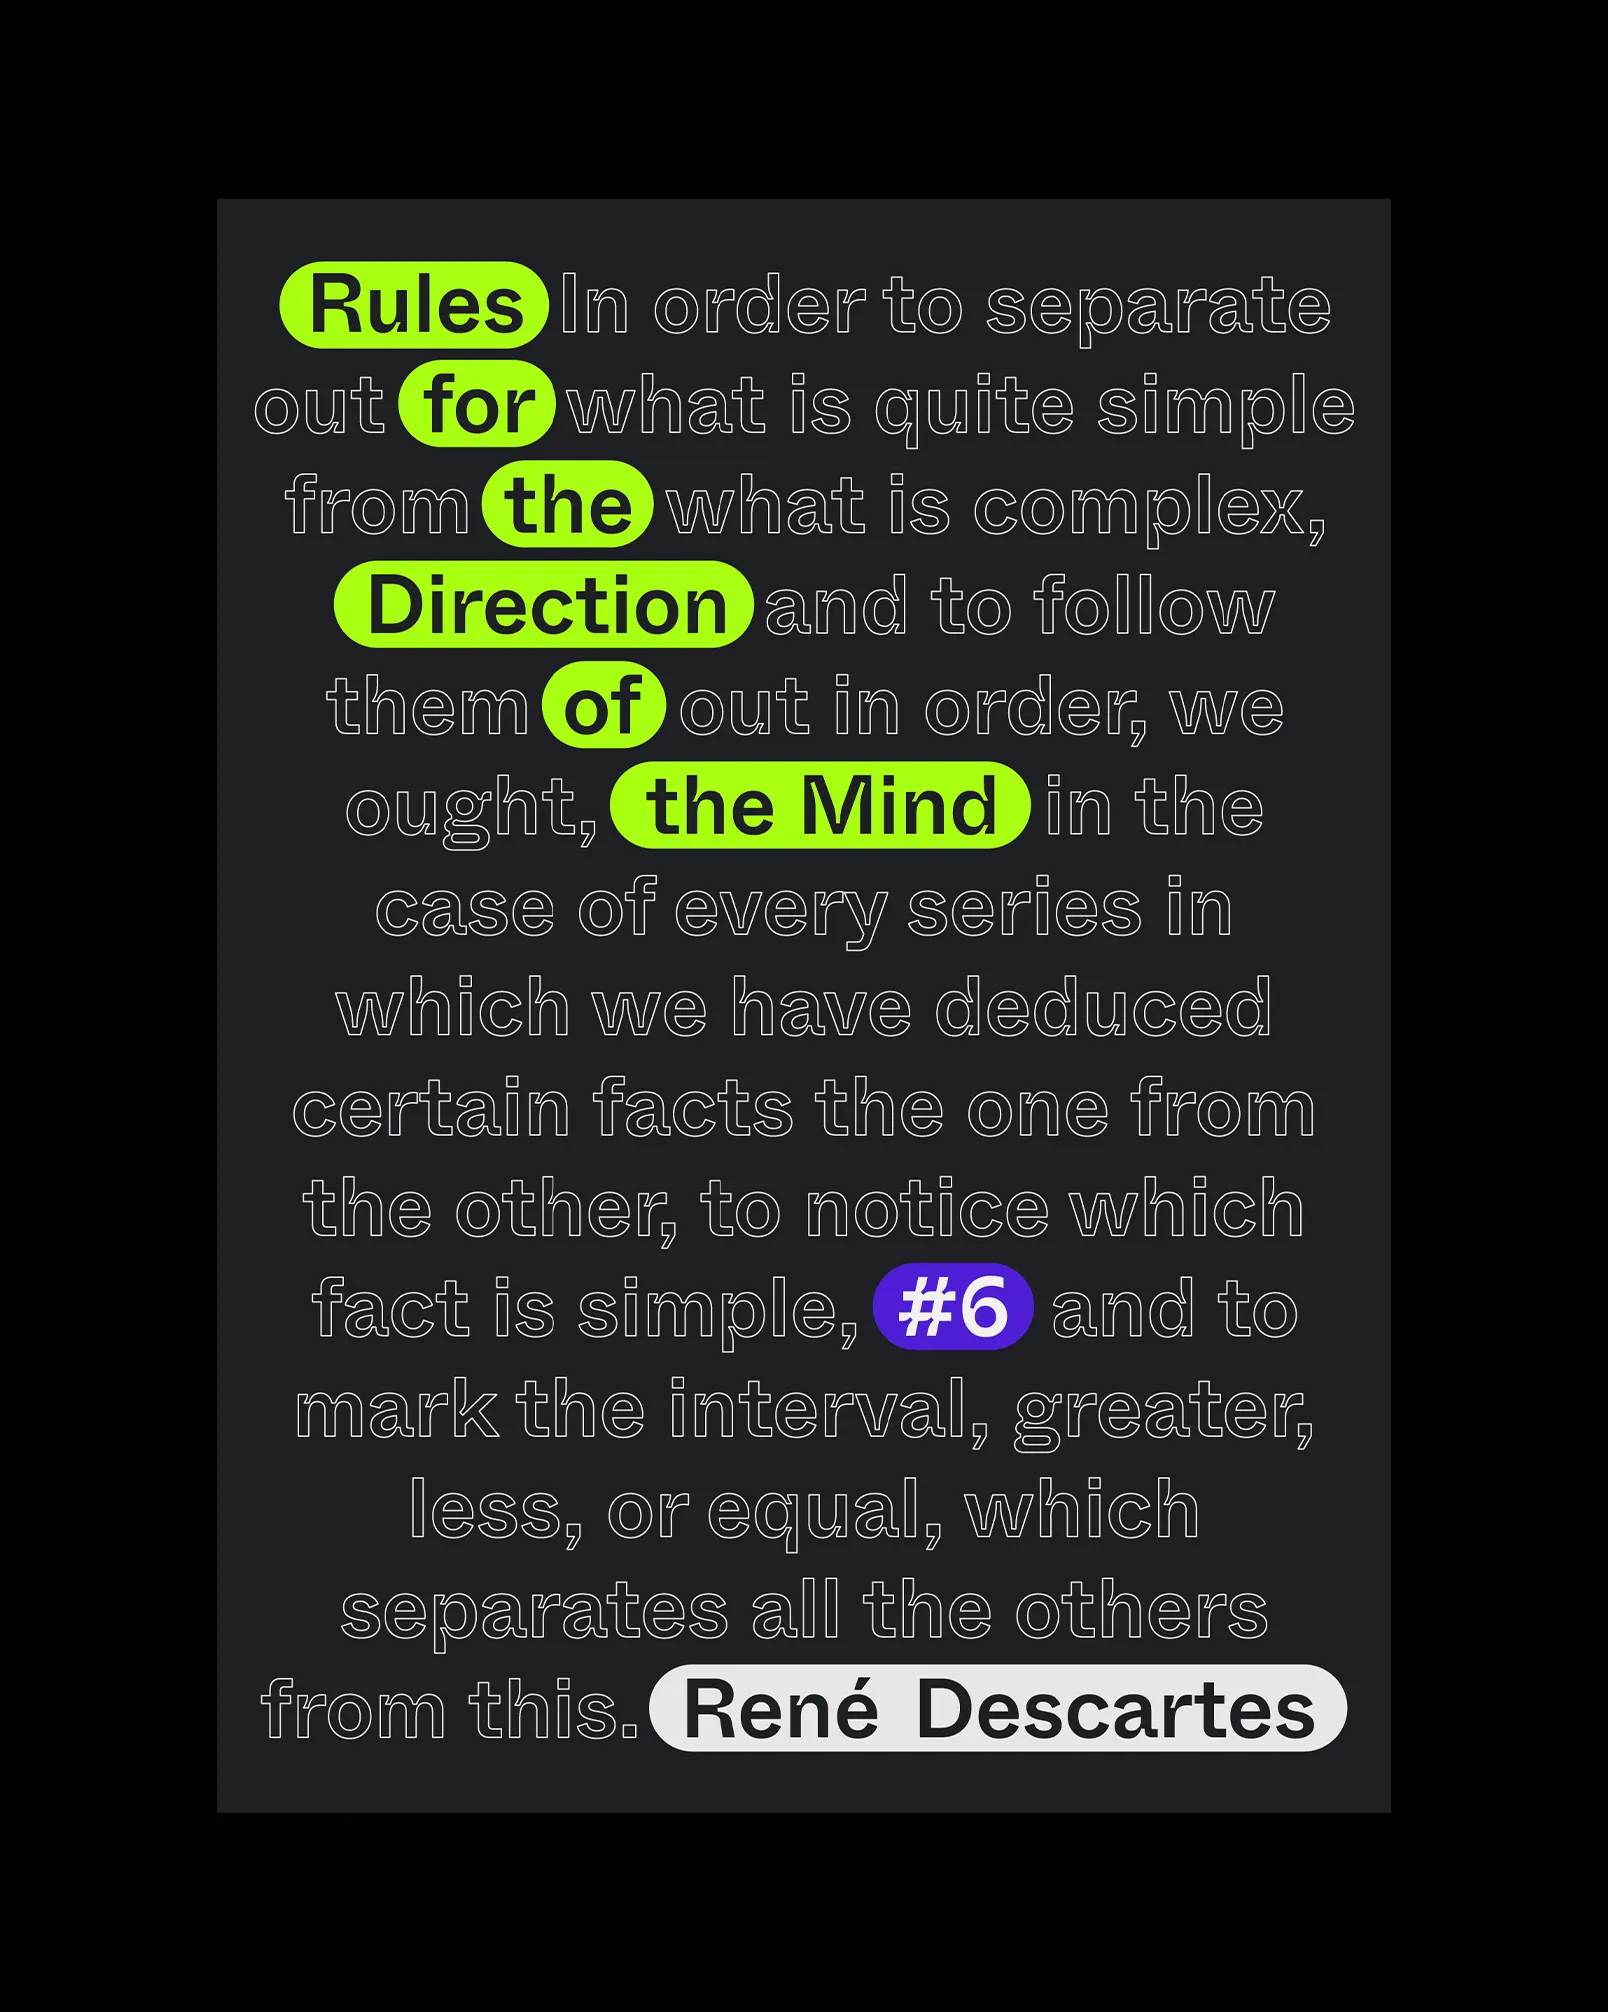 Rules In order to separate
out for what is quite simple
from the what is complex,
Direction and to follow
them of out in order, we
ought, the Mind in the
case of every series in
which we have deduced
certain facts the one from
the other, to notice which
fact is simple, #6 and to
mark the interval, greater,
less, or equal, which
separates all the others
from this. René Descartes